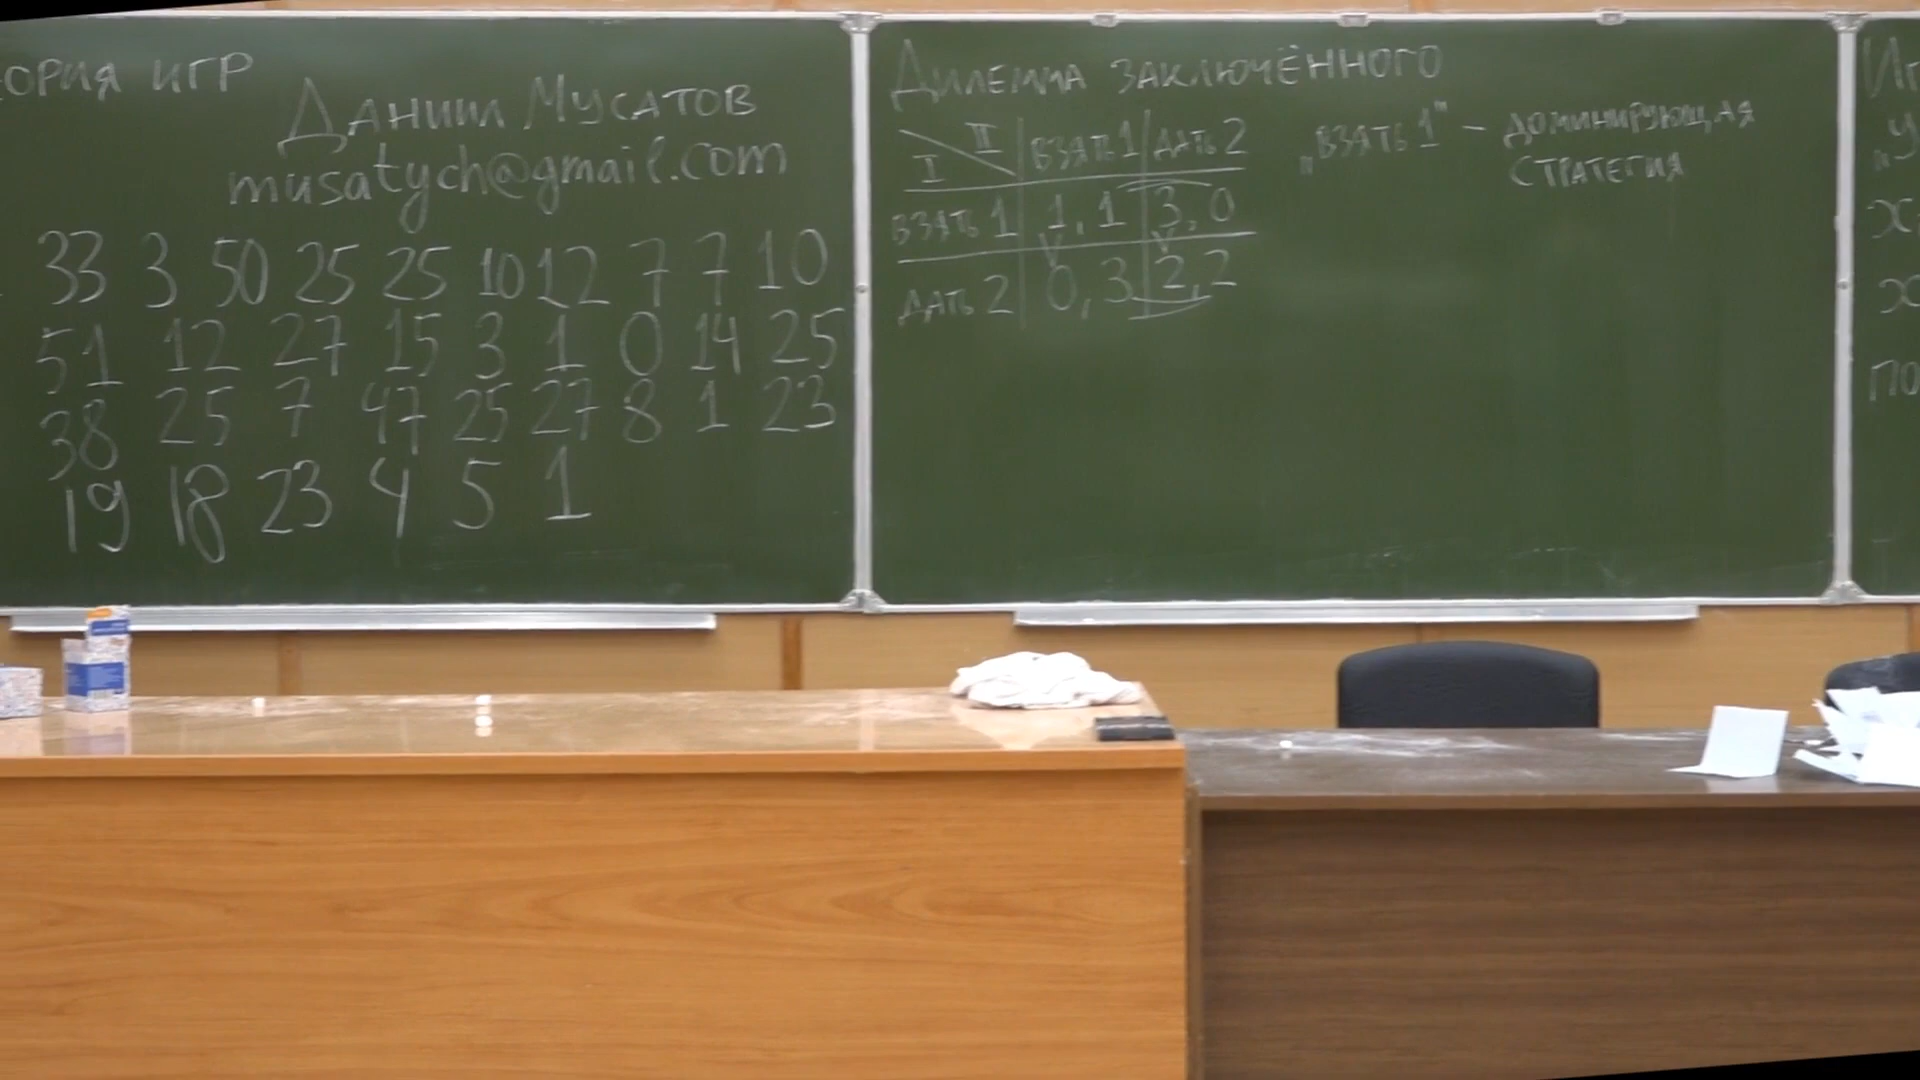 ОРИЯ ИГР
ДАНИИЛ МУСАТОВ
musatych@gmail.com
33 3 50 25 25 10 12 7 7 10
51 12 27 15 3 1 0 14 25
38 25 7 47 25 27 8 1 23
19 18 23 4 5 1
ДИЛЕММА ЗАКЛЮЧЁННОГО
I II ВЗЯТЬ 1 ДАТЬ 2
ВЗЯТЬ 1 1, 1 3, 0
ДАТЬ 2 0, 3 2, 2
„ВЗЯТЬ 1" – ДОМИНИРУЮЩАЯ
СТРАТЕГИЯ
ПО